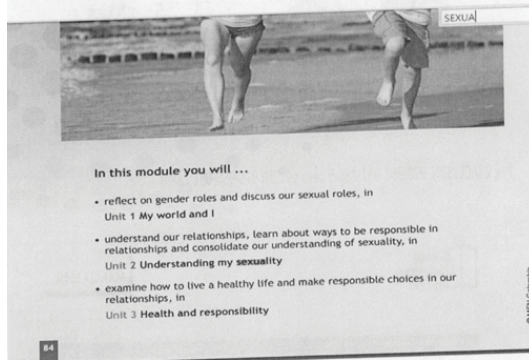 SEXUA
In this module you will ...
• reflect on gender roles and discuss our sexual roles, in
Unit 1 My world and I
• understand our relationships, learn about ways to be responsible in
relationships and consolidate our understanding of sexuality, in
Unit 2 Understanding my sexuality
• examine how to live a healthy life and make responsible choices in our
relationships, in
Unit 3 Health and responsibility
84